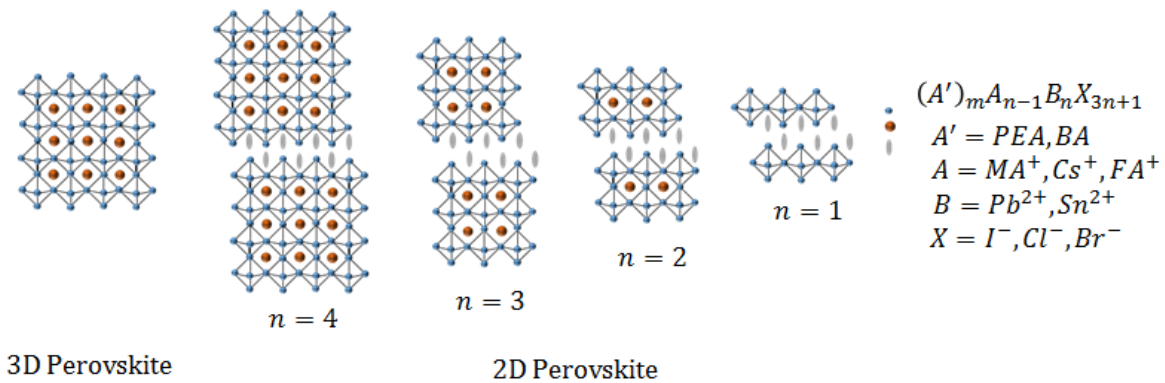 (A′)ₘAₙ₋₁BₙX₃ₙ₊₁
A′ = PEA, BA
A = MA⁺, Cs⁺, FA⁺
B = Pb²⁺, Sn²⁺
X = I⁻, Cl⁻, Br⁻
n = 1
n = 2
n = 3
n = 4
3D Perovskite
2D Perovskite